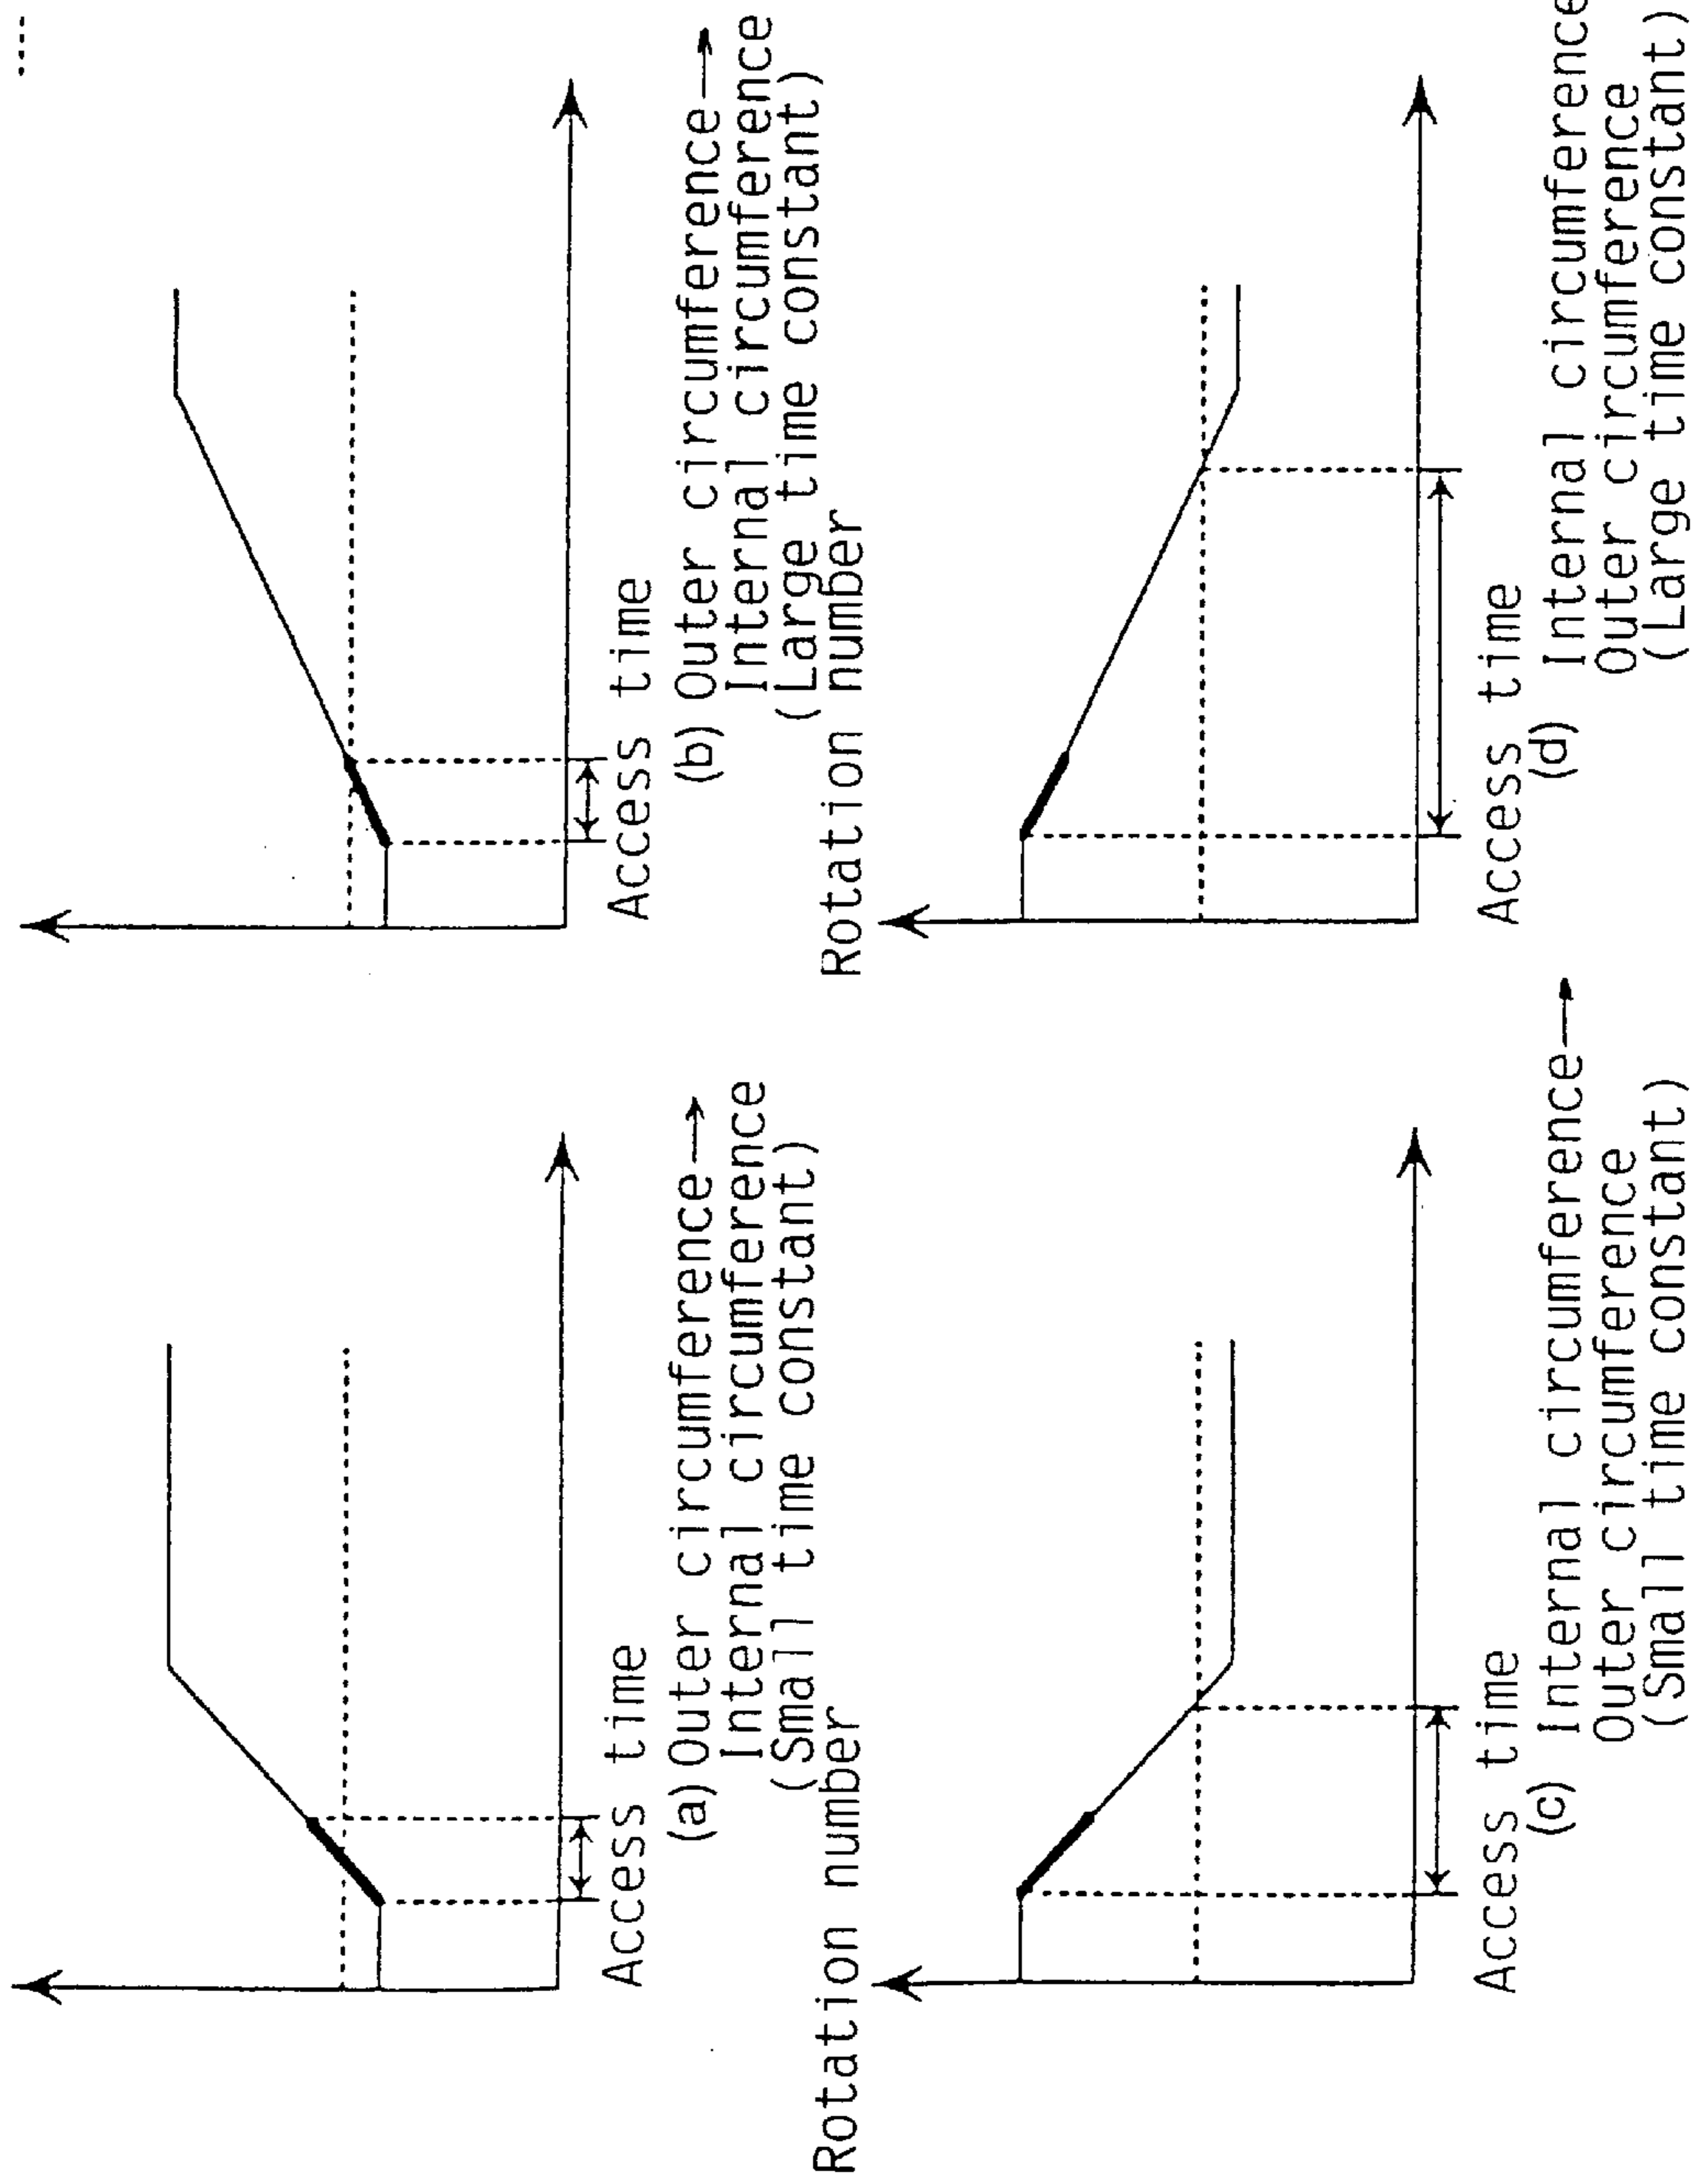 Access time
(a) Outer circumference→
Internal circumference
(Small time constant)
Access time
(b) Outer circumference→
Internal circumference
(Large time constant)
Rotation number
Access time
(c) Internal circumference→
Outer circumference
(Small time constant)
Rotation number
Access time
(d) Internal circumference
Outer circumference
(Large time constant)